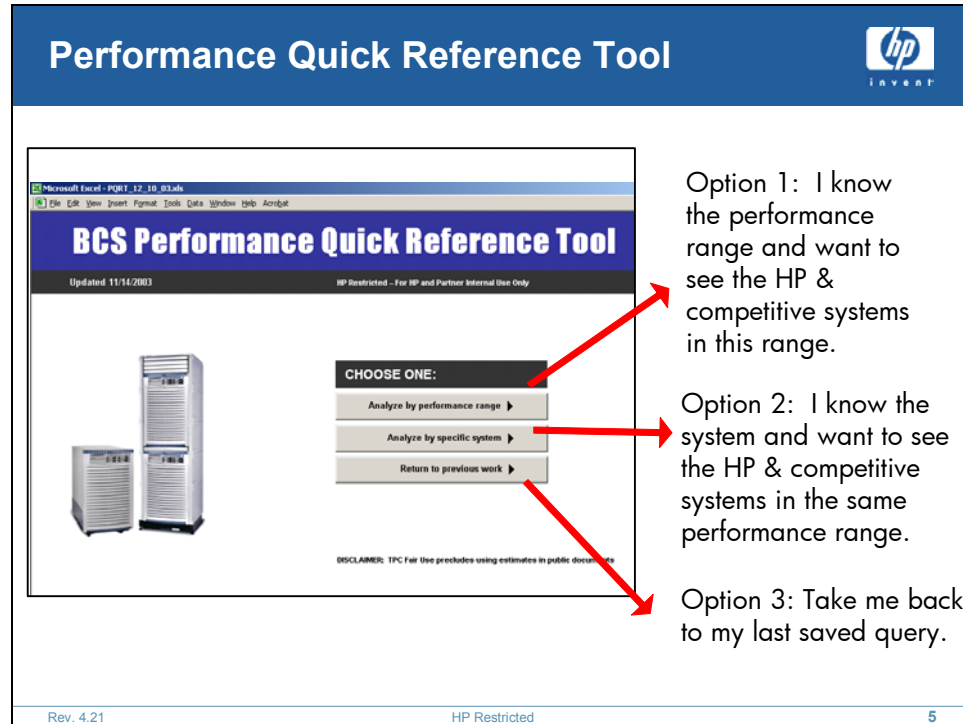 Performance Quick Reference Tool
hp
invent
Microsoft Excel - PQRT_12_10_03.xls
File Edit View Insert Format Tools Data Window Help Acrobat
BCS Performance Quick Reference Tool
Updated 11/14/2003
HP Restricted - For HP and Partner Internal Use Only
CHOOSE ONE:
Analyze by performance range
Analyze by specific system
Return to previous work
DISCLAIMER: TPC Fair Use precludes using estimates in public documents
Option 1: I know
the performance
range and want to
see the HP &
competitive systems
in this range.
Option 2: I know the
system and want to see
the HP & competitive
systems in the same
performance range.
Option 3: Take me back
to my last saved query.
Rev. 4.21
HP Restricted
5